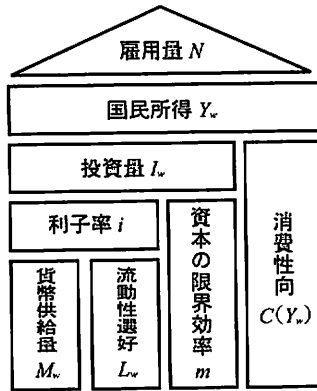 雇用量 N
国民所得 Yw
投資量 Iw
利子率 i
貨幣供給量
Mw
流動性選好
Lw
資本の限界効率
m
消費性向
C(Yw)